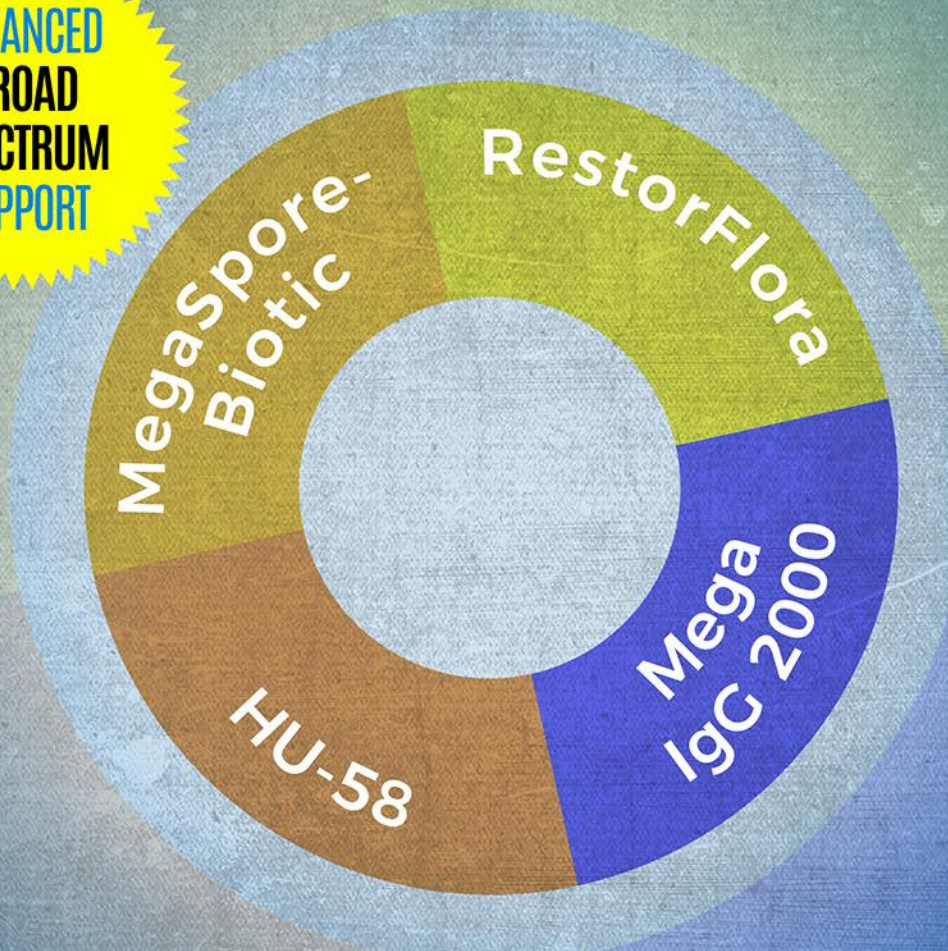 ANCED
ROAD
CTRUM
PPORT
RestorFlora
MegaSpore-
Biotic
Mega
IgG 2000
HU-58